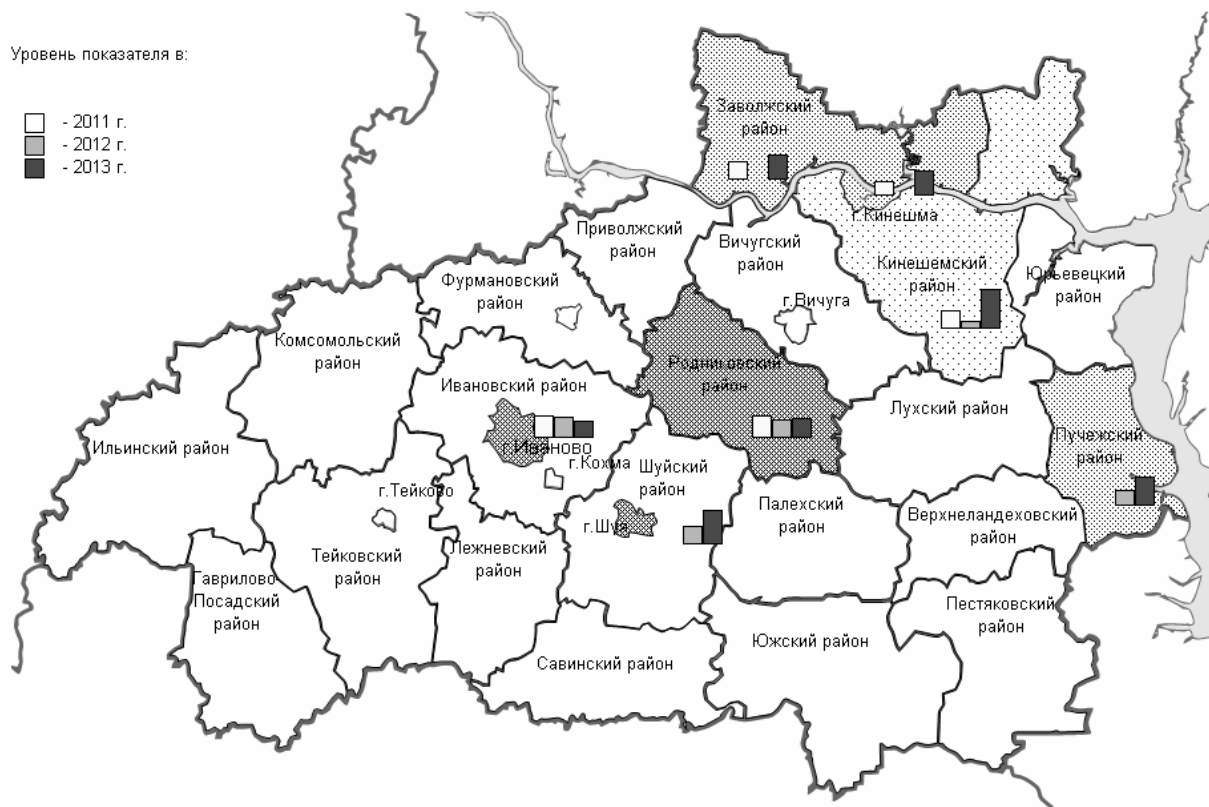 Уровень показателя в:
- 2011 г.
- 2012 г.
- 2013 г.
Заволжский
район
г.Кинешма
Приволжский
район
Вичугский
район
Кинешемский
район
Юрьевецкий
район
Фурмановский
район
г.Вичуга
Комсомольский
район
Родниковский
район
Ивановский район
Лухский район
Ильинский район
г.Иваново
г.Кохма
Пучежский
район
Шуйский
район
г.Тейково
Палехский
район
Верхнеландеховский
район
г.Шуа
Лежневский
район
Тейковский
район
Гаврилово-
Посадский
район
Пестяковский
район
Южский район
Савинский район